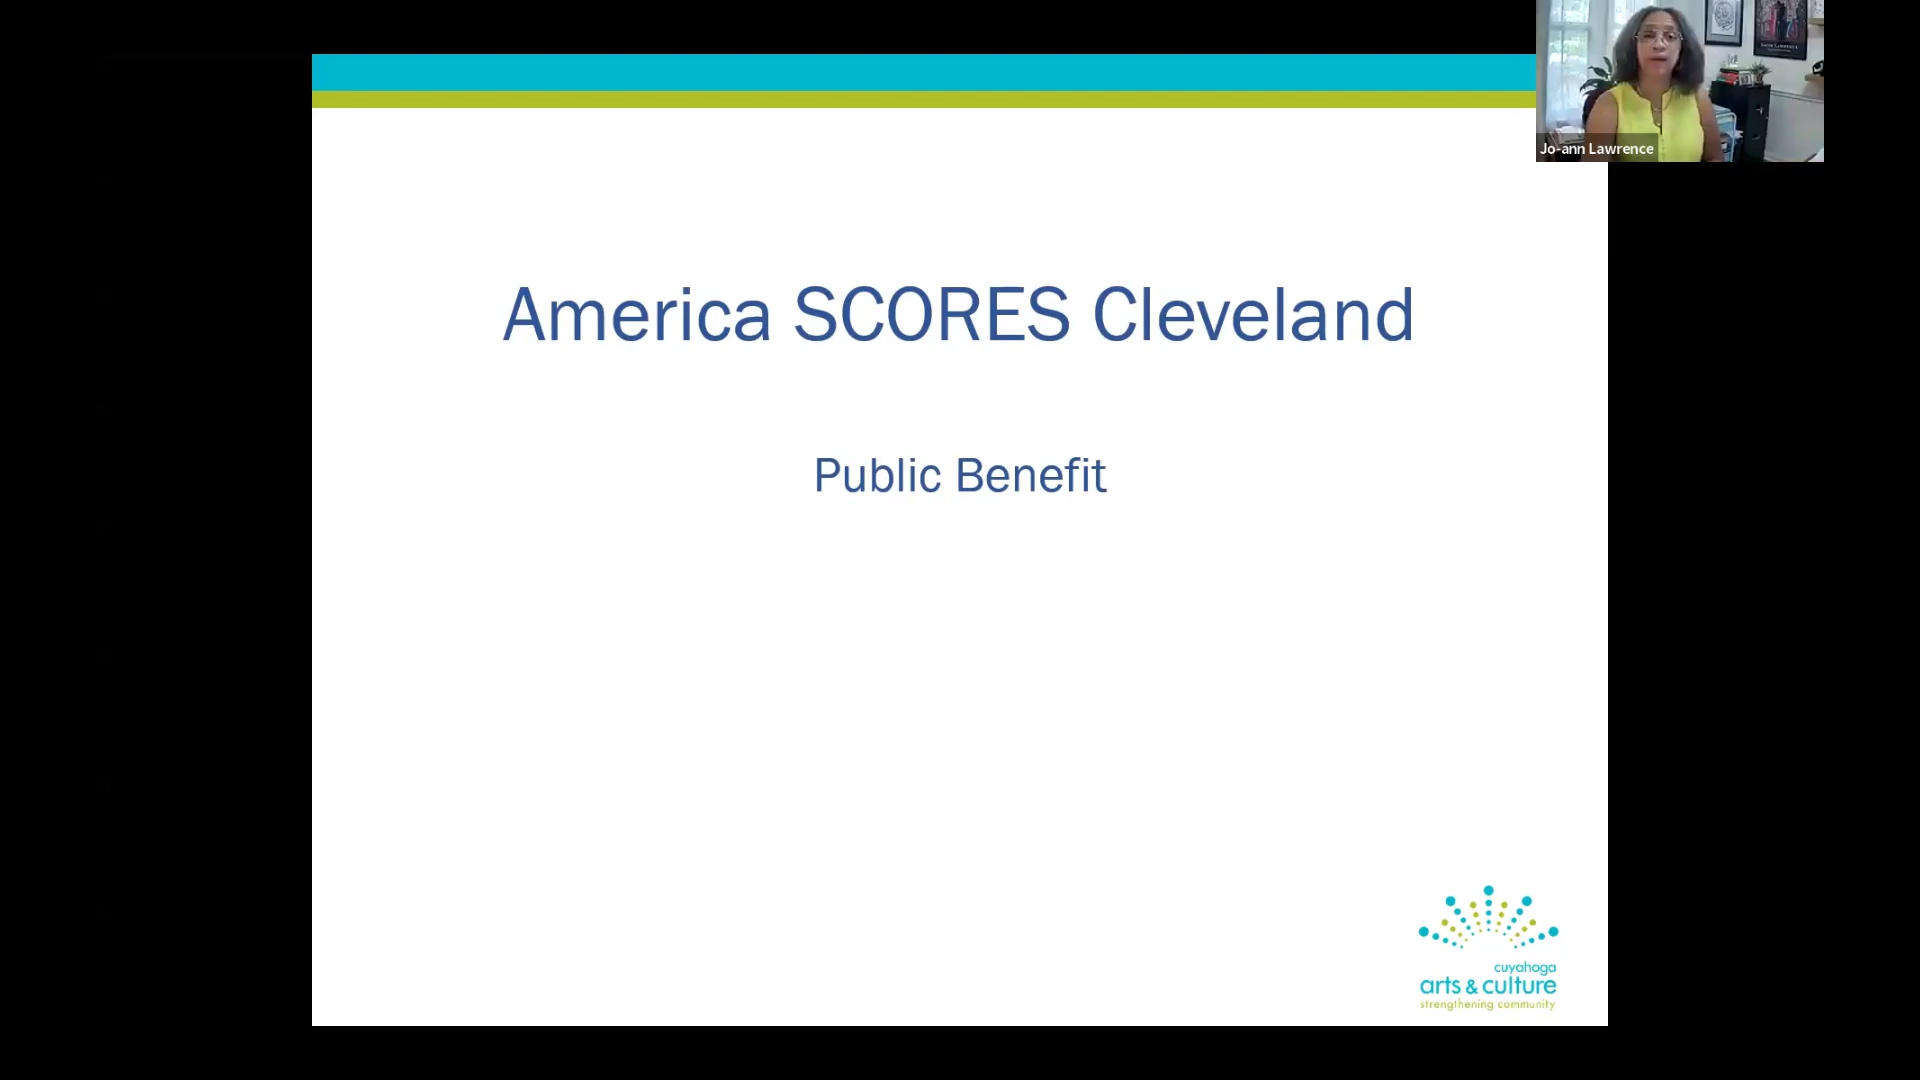 Jo-ann Lawrence
America SCORES Cleveland
Public Benefit
cuyahoga
arts & culture
strengthening community